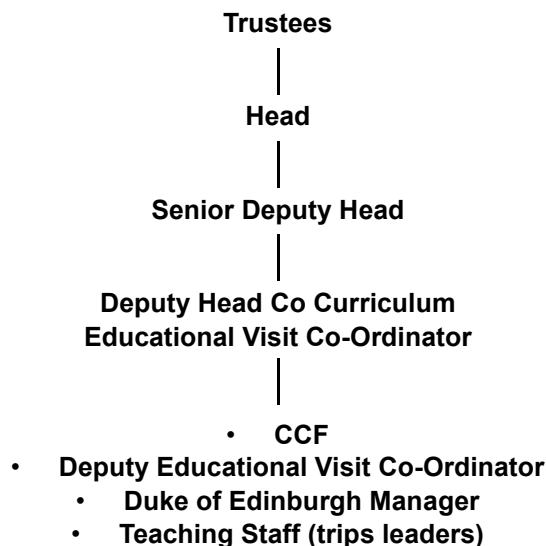 Trustees
Head
Senior Deputy Head
Deputy Head Co Curriculum
Educational Visit Co-Ordinator
• CCF
• Deputy Educational Visit Co-Ordinator
• Duke of Edinburgh Manager
• Teaching Staff (trips leaders)